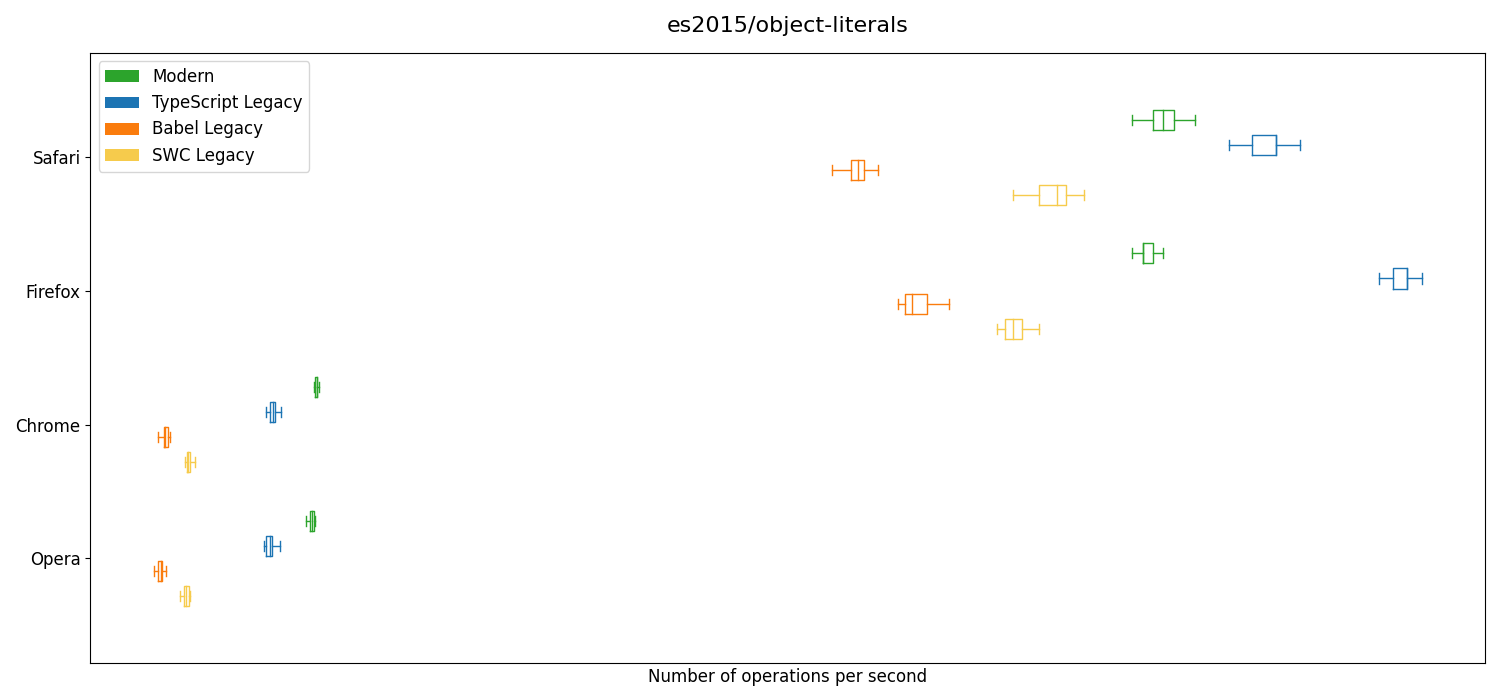 es2015/object-literals
Modern
TypeScript Legacy
Babel Legacy
SWC Legacy
Safari
Firefox
Chrome
Opera
Number of operations per second